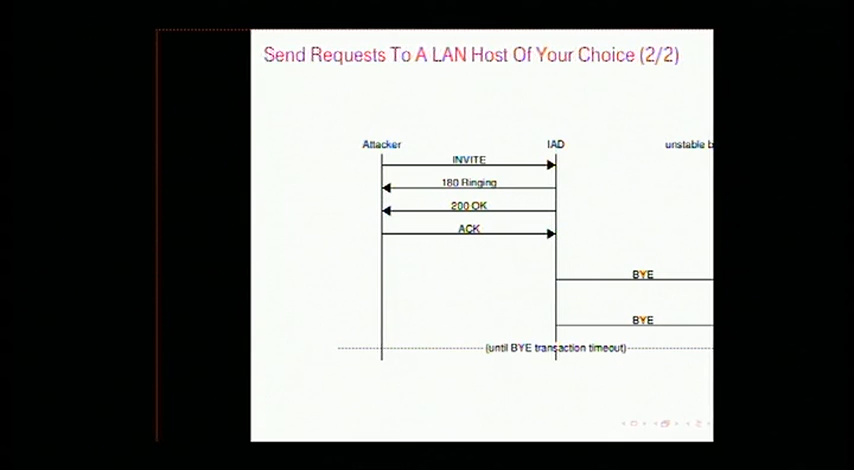 Send Requests To A LAN Host Of Your Choice (2/2)
Attacker IAD unstable b
INVITE
180 Ringing
200 OK
ACK
BYE
BYE
(until BYE transaction timeout)